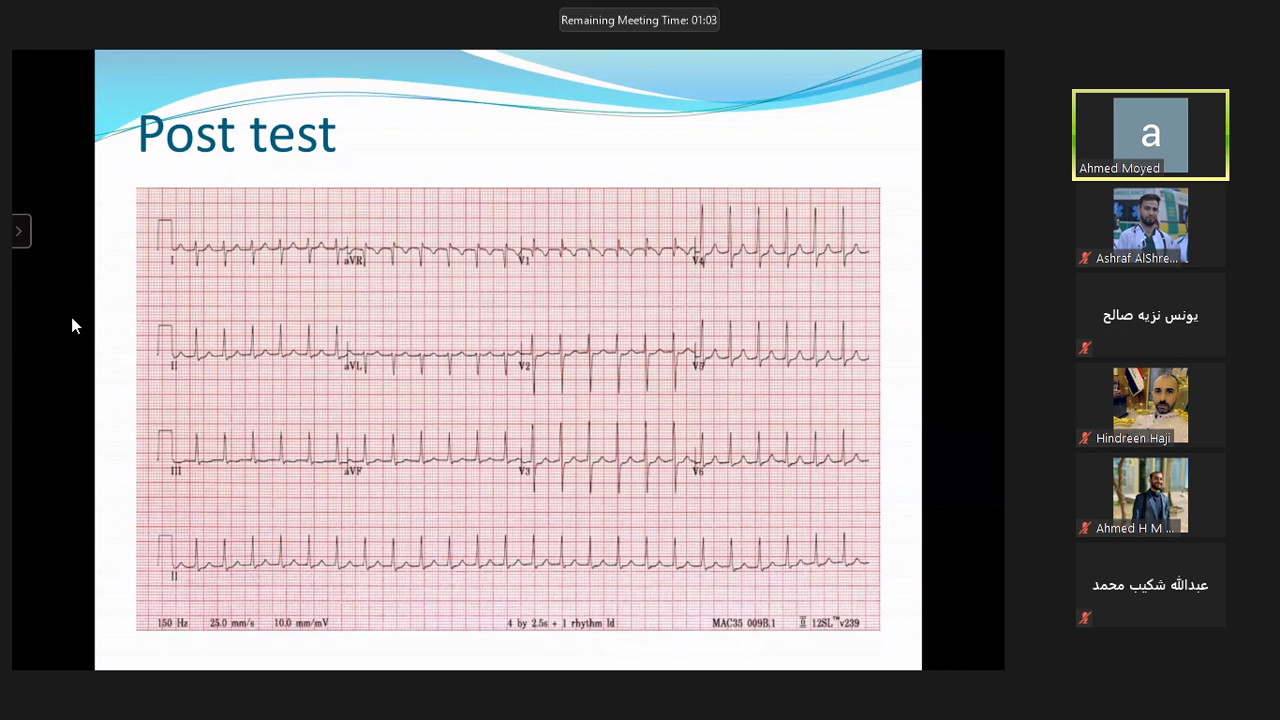 Remaining Meeting Time: 01:03
Post test
I aVR V1 V4
II aVL V2 V5
III aVF V3 V6
II
150 Hz 25.0 mm/s 10.0 mm/mV 4 by 2.5s + 1 rhythm ld MAC35 009B.1 12SL™v239
a
Ahmed Moyed
Ashraf AlShre...
يونس نزيه صالح
Hindreen Haji
Ahmed H M ...
عبدالله شكيب محمد